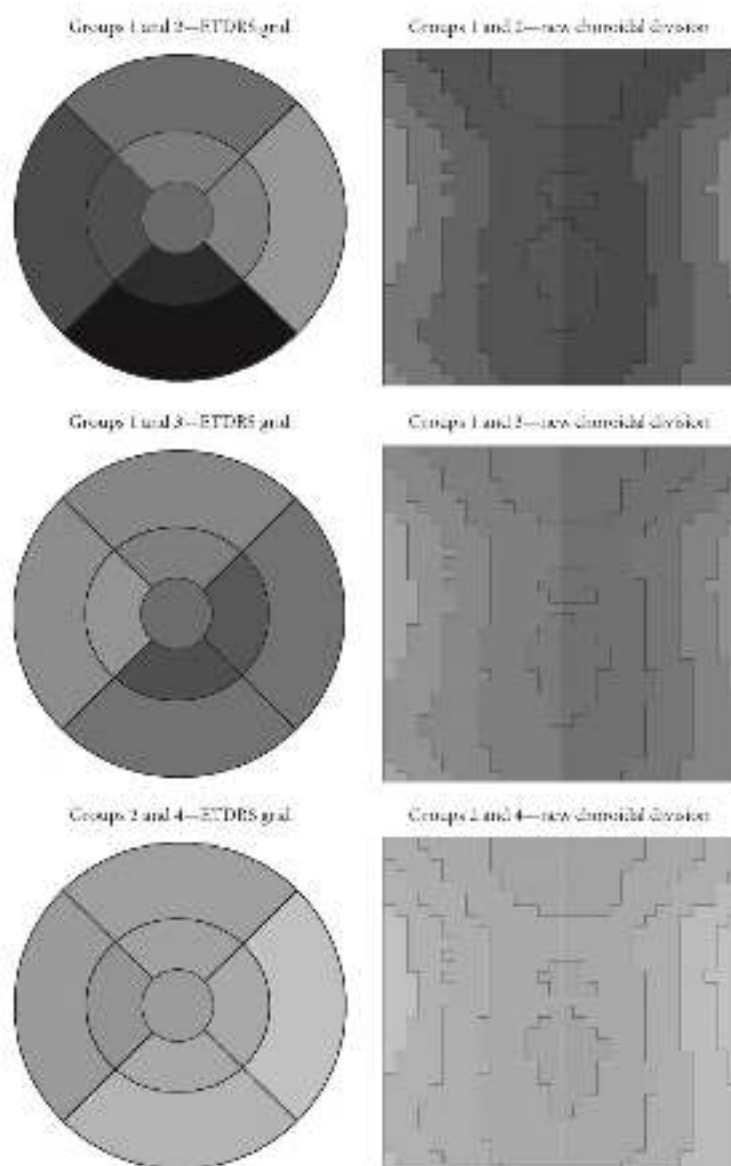 Groups 1 and 2—ETDRS grid
Groups 1 and 2—new choroidal division
Groups 1 and 3—ETDRS grid
Groups 1 and 3—new choroidal division
Groups 2 and 4—ETDRS grid
Groups 2 and 4—new choroidal division